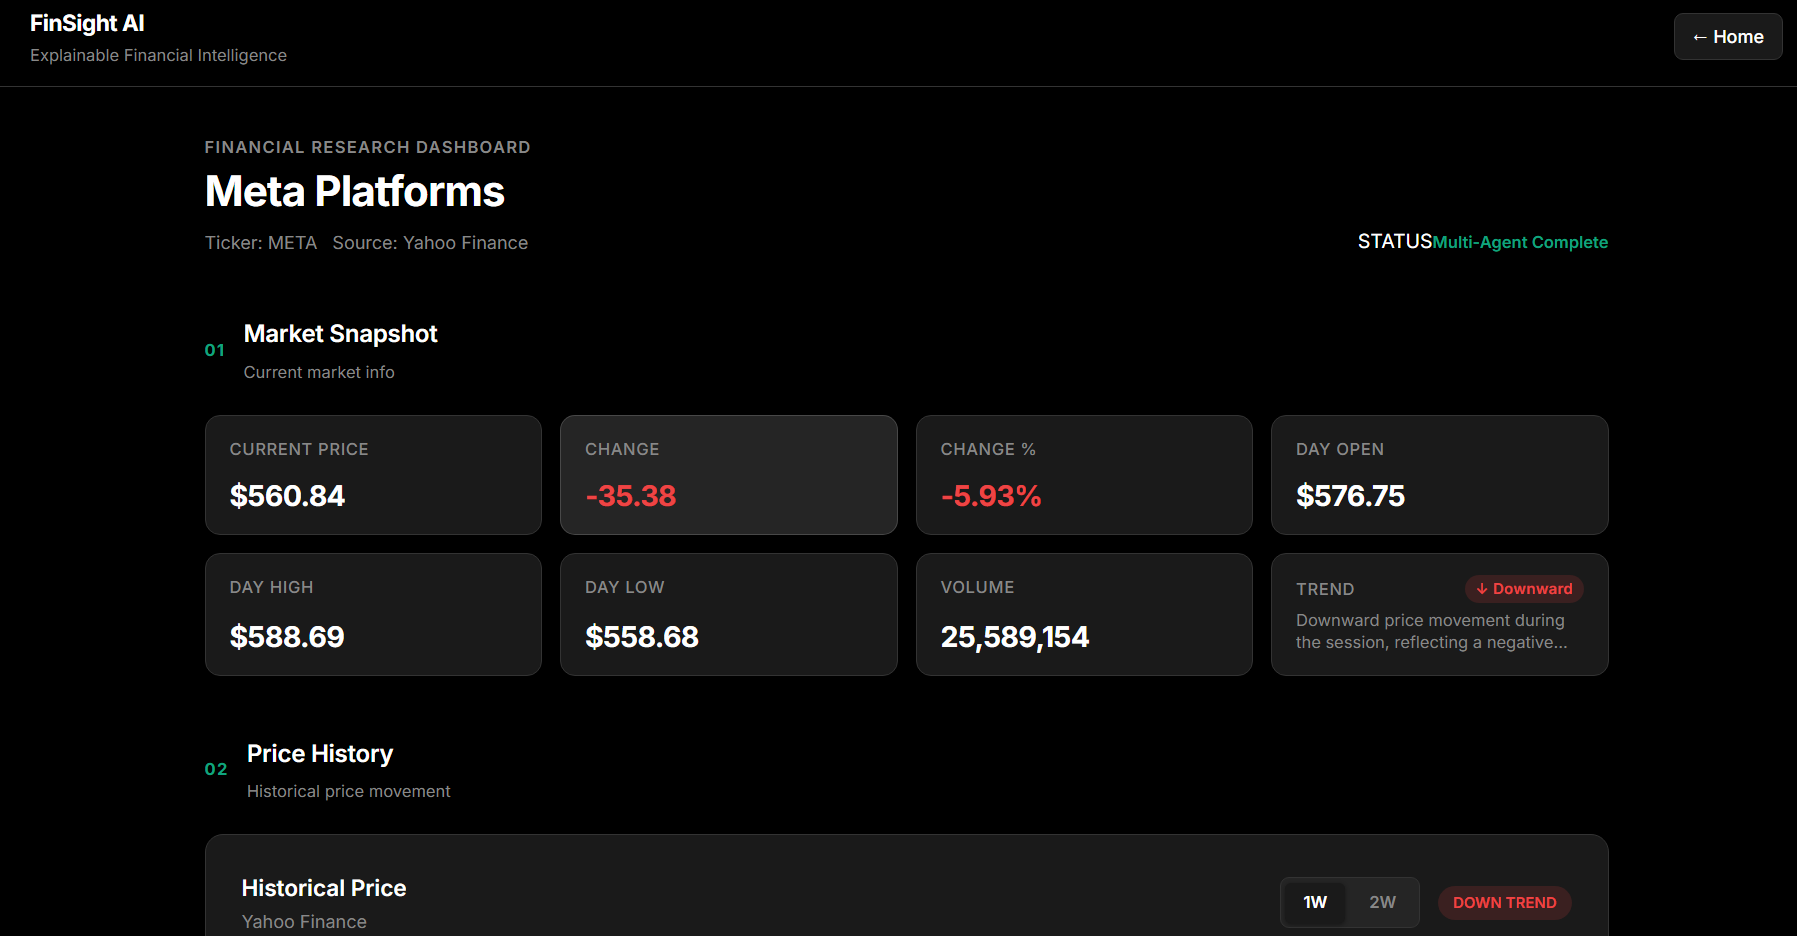 FinSight AI
Explainable Financial Intelligence
← Home
FINANCIAL RESEARCH DASHBOARD
Meta Platforms
Ticker: META Source: Yahoo Finance
STATUSMulti-Agent Complete
01
Market Snapshot
Current market info
CURRENT PRICE
$560.84
CHANGE
-35.38
CHANGE %
-5.93%
DAY OPEN
$576.75
DAY HIGH
$588.69
DAY LOW
$558.68
VOLUME
25,589,154
TREND
↓ Downward
Downward price movement during
the session, reflecting a negative...
02
Price History
Historical price movement
Historical Price
Yahoo Finance
1W
2W
DOWN TREND